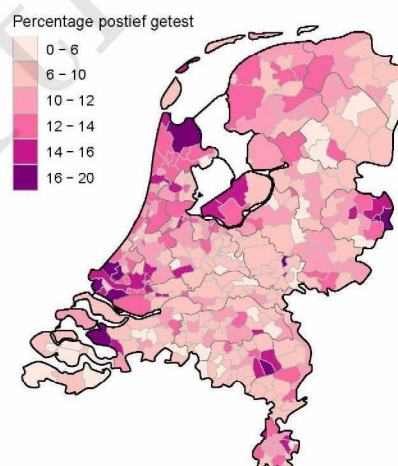 Percentage postief getest
0 – 6
6 – 10
10 – 12
12 – 14
14 – 16
16 – 20